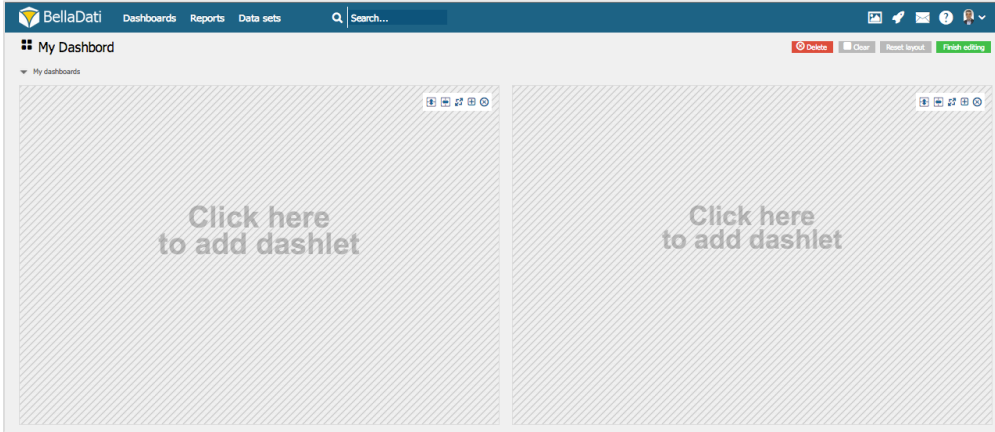 BellaDati Dashboards Reports Data sets Search...
My Dashbord Delete Clear Reset layout Finish editing
My dashboards
Click here
to add dashlet
Click here
to add dashlet